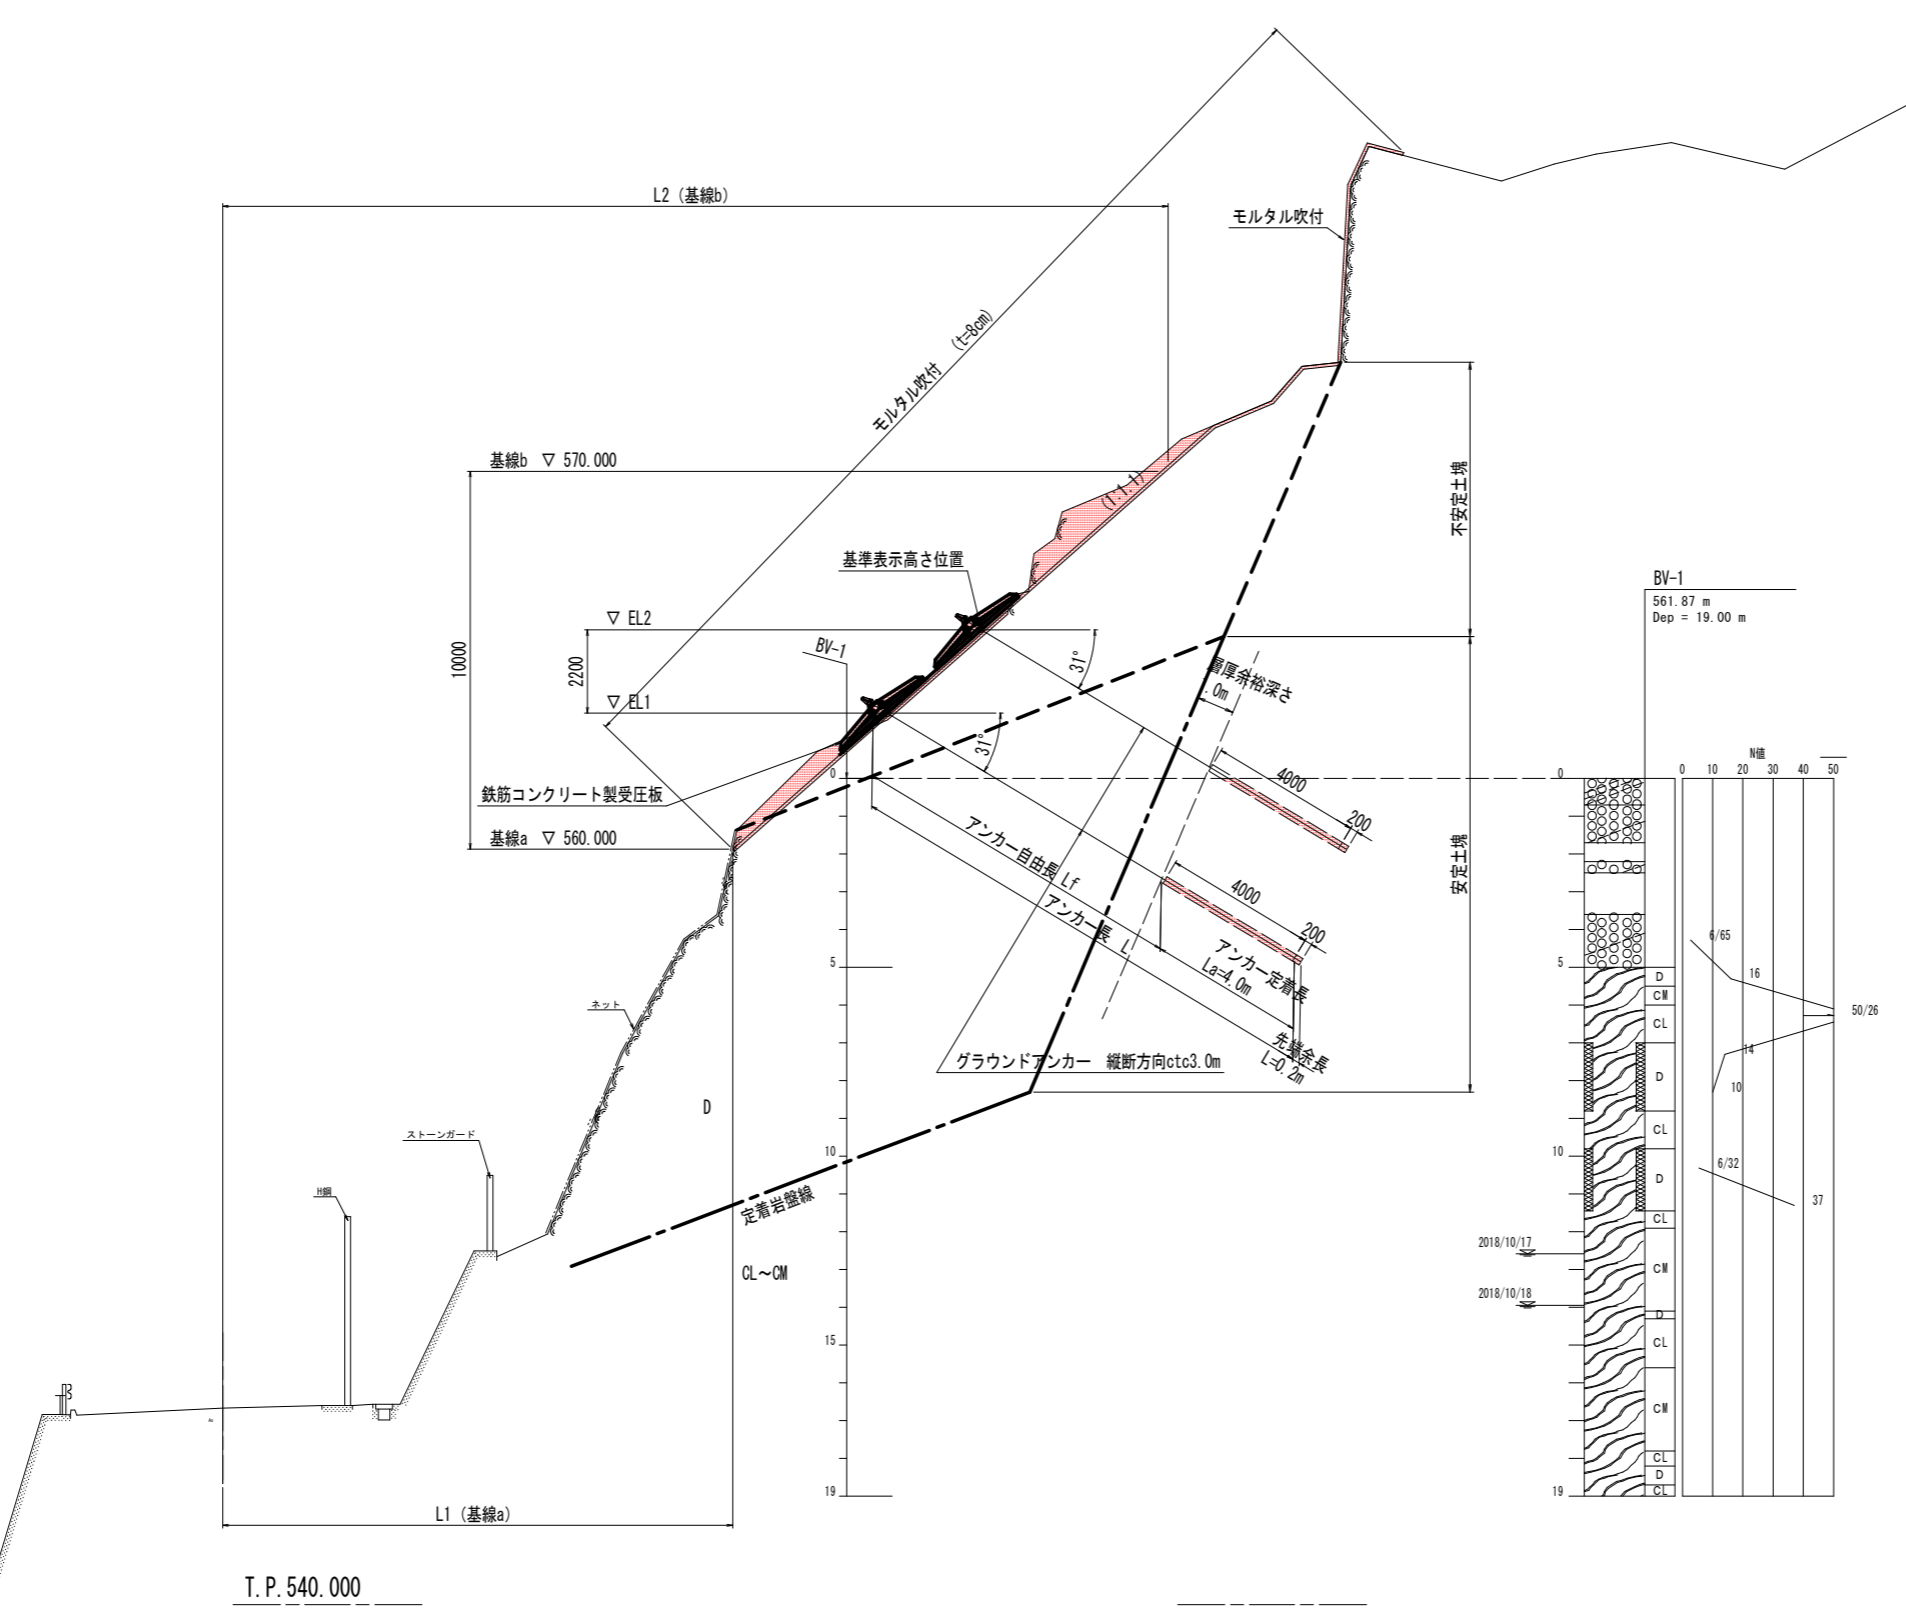 L2 (基線b)
モルタル吹付
モルタル吹付 (t=8cm)
基線b ▽ 570.000
(1:1.1)
不安定土塊
基準表示高さ位置
▽ EL2
10000
2200
BV-1
31°
▽ EL1
31°
層厚余裕深さ
.0m
BV-1
561.87 m
Dep = 19.00 m
N値
0 10 20 30 40 50
0
0
4000
200
鉄筋コンクリート製受圧板
基線a ▽ 560.000
アンカー自由長 Lf
アンカー長 L
4000
200
安定土塊
アンカー定着長
La=4.0m
先端余長
L=0.2m
グラウンドアンカー 縦断方向ctc3.0m
ネット
D
ストーンガード
H鋼
定着岩盤線
CL～CM
5
10
15
19
5
10
15
19
6/65
16
50/26
14
10
6/32
37
D
CM
CL
D
CL
D
CL
CM
D
CL
CM
CL
D
CL
2018/10/17
2018/10/18
L1 (基線a)
T.P.540.000